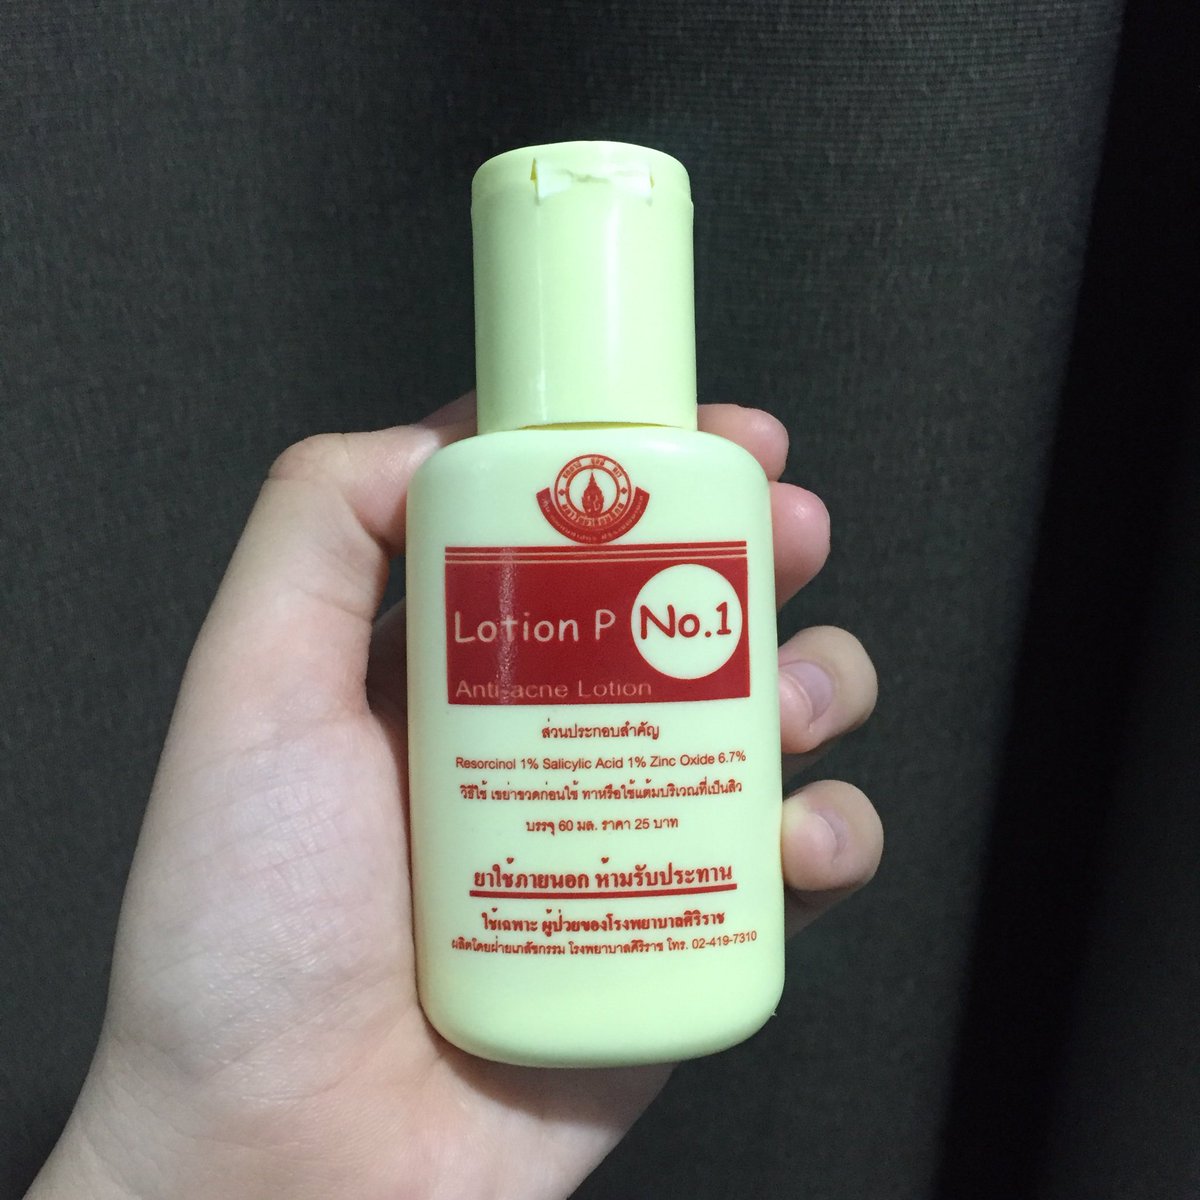 Lotion P No.1
Anti-acne Lotion
ส่วนประกอบสำคัญ
Resorcinol 1% Salicylic Acid 1% Zinc Oxide 6.7%
วิธีใช้ เขย่าขวดก่อนใช้ ทาหรือใช้แต้มบริเวณที่เป็นสิว
บรรจุ 60 มล. ราคา 25 บาท
ยาใช้ภายนอก ห้ามรับประทาน
ใช้เฉพาะ ผู้ป่วยของโรงพยาบาลศิริราช
ผลิตโดยฝ่ายเภสัชกรรม โรงพยาบาลศิริราช โทร. 02-419-7310